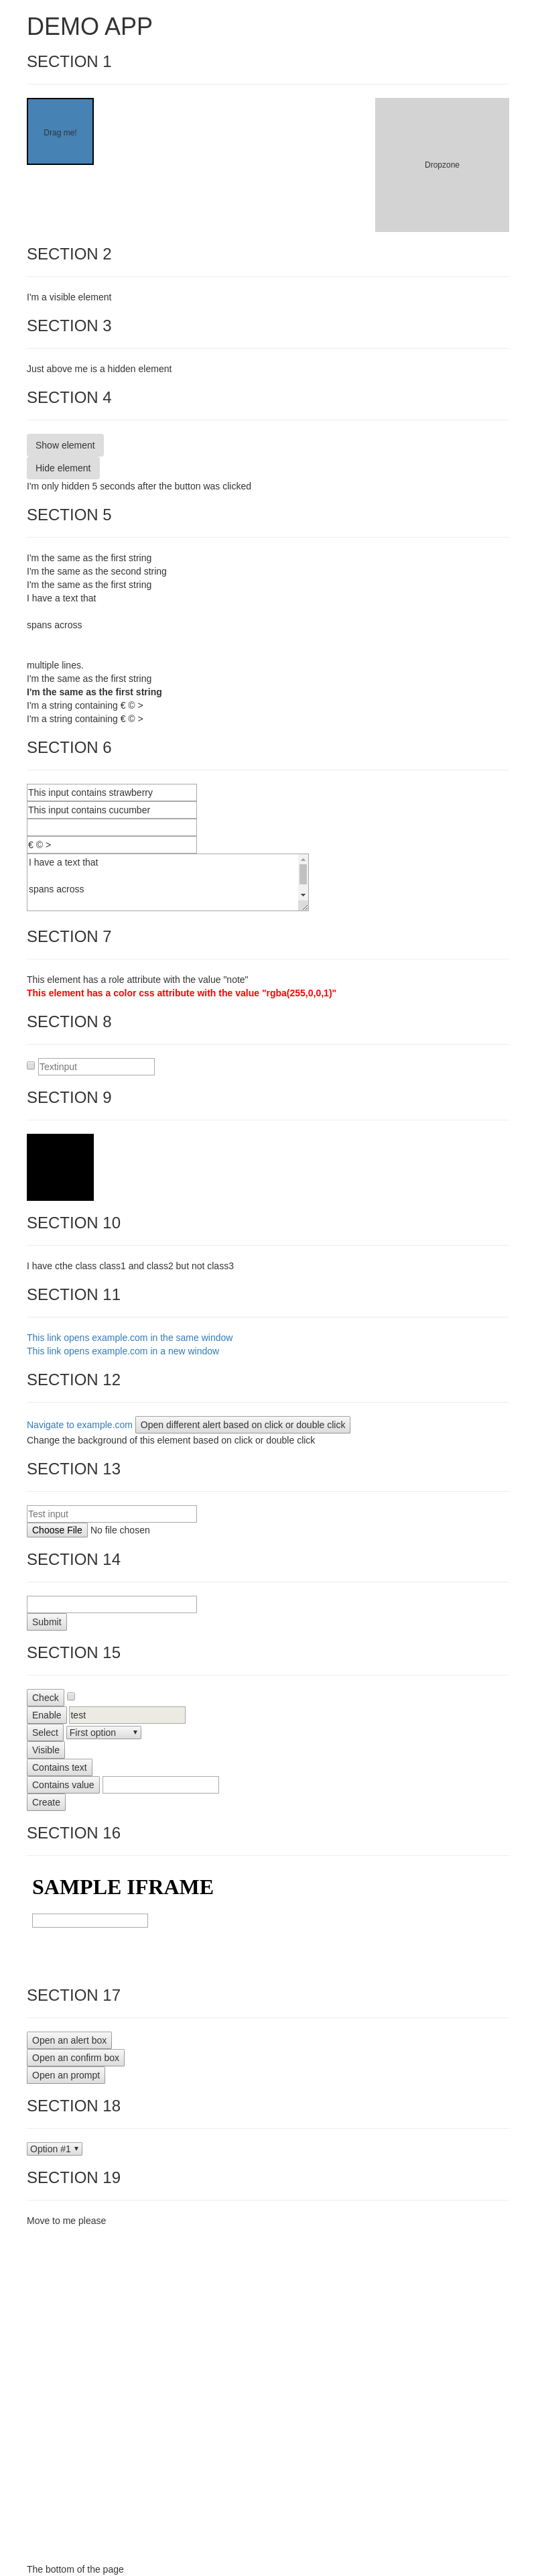 DEMO APP
SECTION 1
Drag me!
Dropzone
SECTION 2
I'm a visible element
SECTION 3
Just above me is a hidden element
SECTION 4
Show element
Hide element
I'm only hidden 5 seconds after the button was clicked
SECTION 5
I'm the same as the first string
I'm the same as the second string
I'm the same as the first string
I have a text that
spans across
multiple lines.
I'm the same as the first string
I'm the same as the first string
I'm a string containing € © >
I'm a string containing € © >
SECTION 6
This input contains strawberry
This input contains cucumber
€ © >
I have a text that
spans across
SECTION 7
This element has a role attribute with the value "note"
This element has a color css attribute with the value "rgba(255,0,0,1)"
SECTION 8
Textinput
SECTION 9
SECTION 10
I have cthe class class1 and class2 but not class3
SECTION 11
This link opens example.com in the same window
This link opens example.com in a new window
SECTION 12
Navigate to example.com Open different alert based on click or double click
Change the background of this element based on click or double click
SECTION 13
Test input
Choose File No file chosen
SECTION 14
Submit
SECTION 15
Check
Enable test
Select First option
Visible
Contains text
Contains value
Create
SECTION 16
SAMPLE IFRAME
SECTION 17
Open an alert box
Open an confirm box
Open an prompt
SECTION 18
Option #1
SECTION 19
Move to me please
The bottom of the page